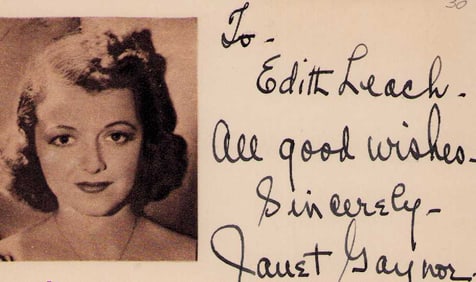 30
To -
Edith Leach -
All good wishes -
Sincerely -
Janet Gaynor.